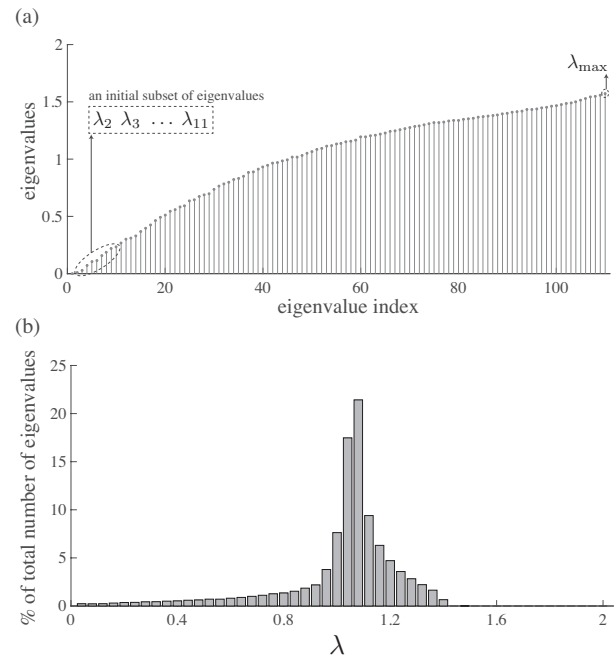 (a)
2
λmax
an initial subset of eigenvalues
1.5
λ2 λ3 ... λ11
eigenvalues
1
0.5
0
0 20 40 60 80 100
eigenvalue index
(b)
25
20
15
10
5
0
% of total number of eigenvalues
0 0.4 0.8 1.2 1.6 2
λ